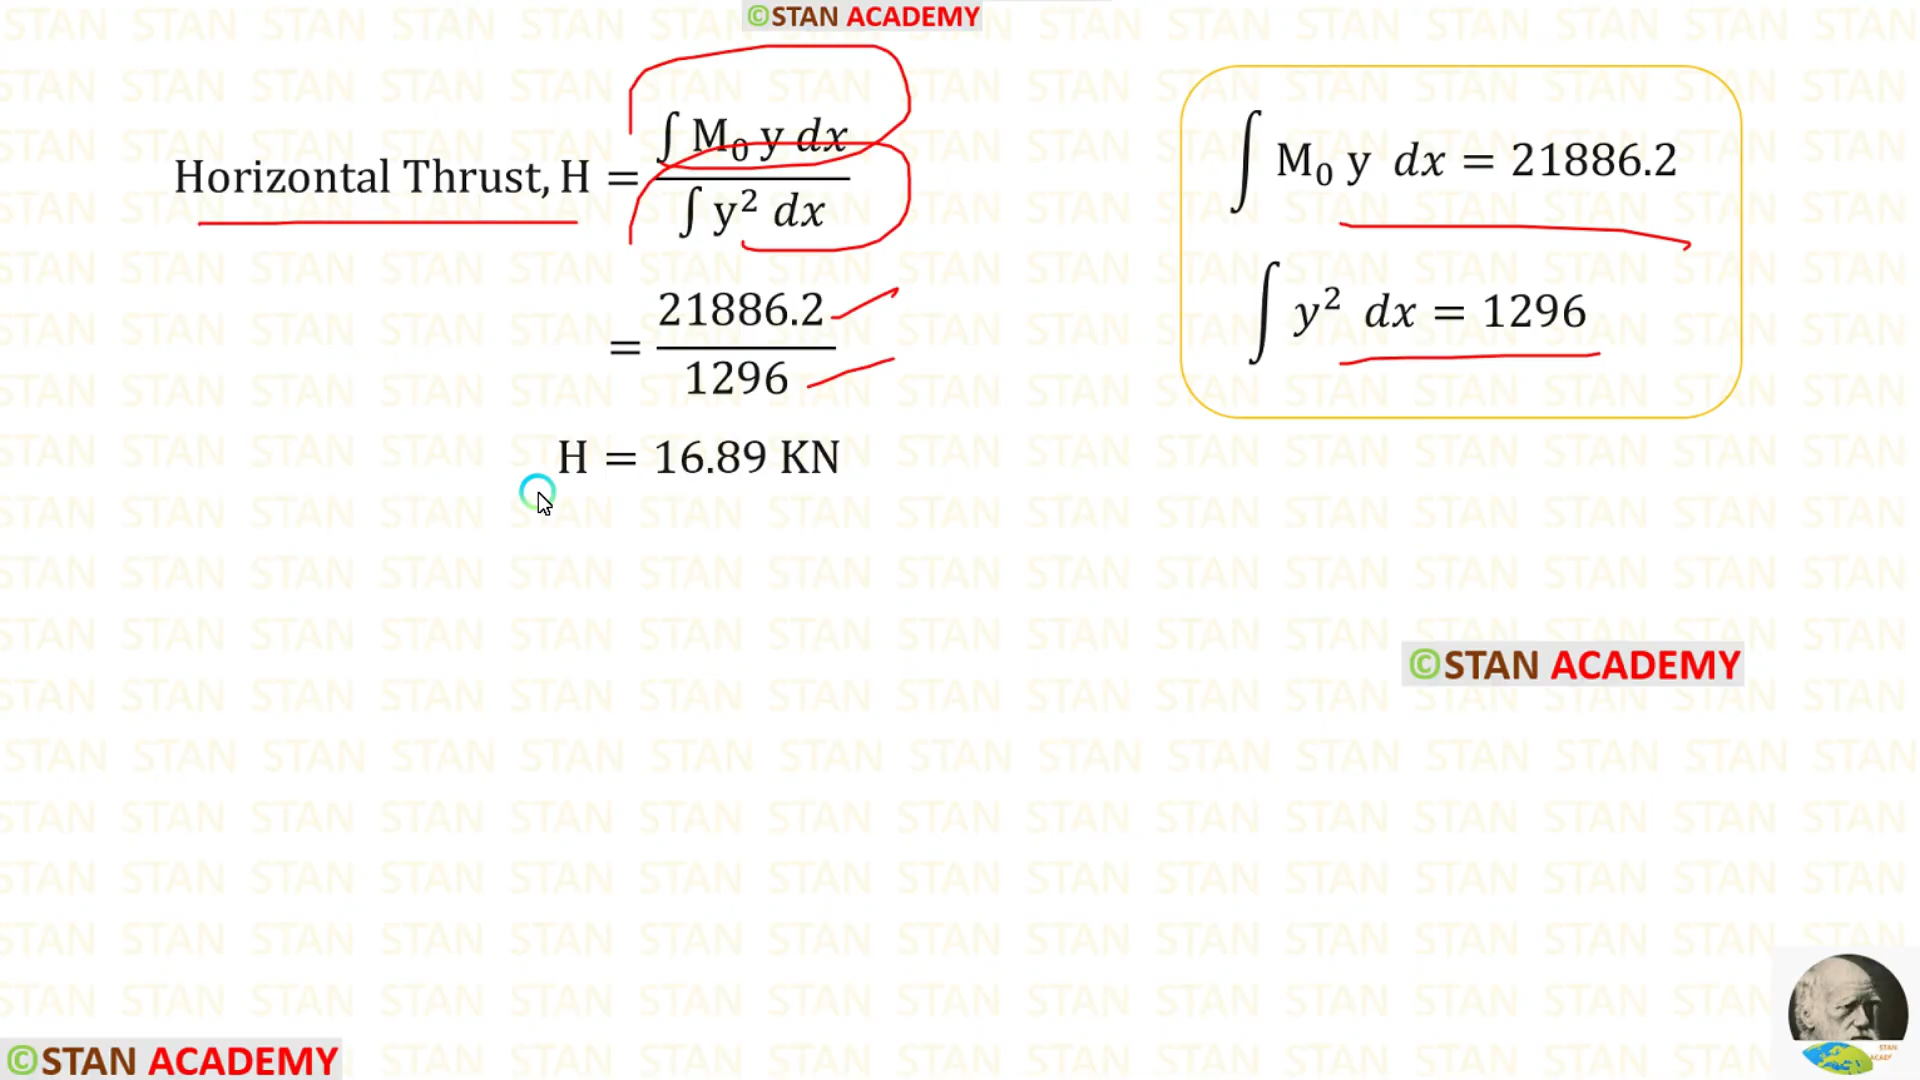 ©STAN ACADEMY
Horizontal Thrust, H = ∫ M₀ y dx / ∫ y² dx
= 21886.2 / 1296
H = 16.89 KN
∫ M₀ y dx = 21886.2
∫ y² dx = 1296
©STAN ACADEMY
©STAN ACADEMY